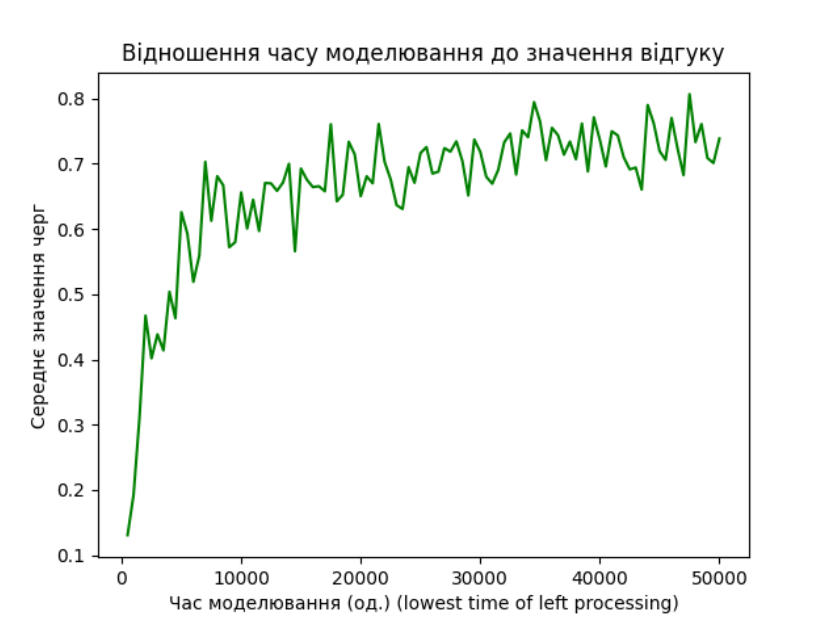 Відношення часу моделювання до значення відгуку
0.8
0.7
0.6
0.5
0.4
0.3
0.2
0.1
Середнє значення черг
0 10000 20000 30000 40000 50000
Час моделювання (од.) (lowest time of left processing)